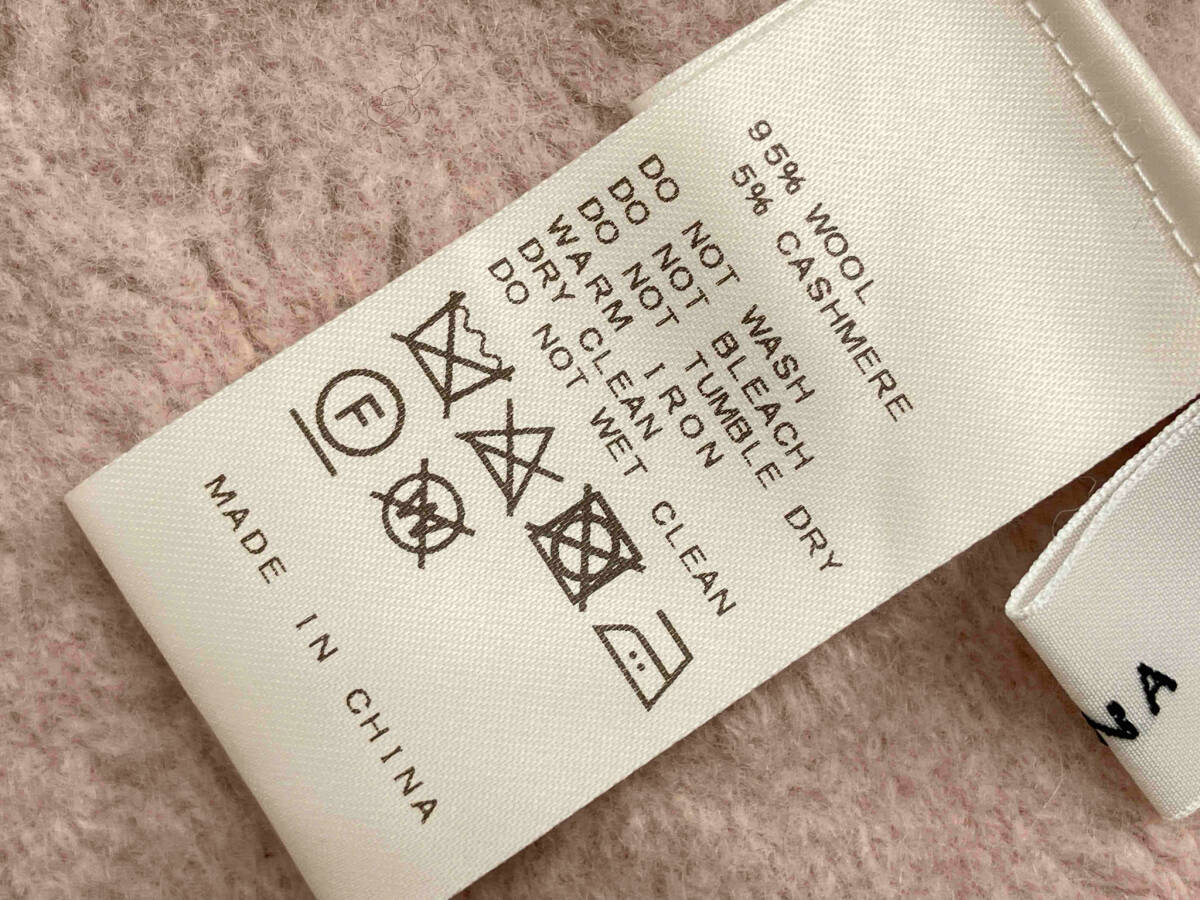 95% WOOL
5% CASHMERE
DO NOT WASH
DO NOT BLEACH
DO NOT TUMBLE DRY
WARM IRON
DRY CLEAN
DO NOT WET CLEAN
F
W
MADE IN CHINA
NA